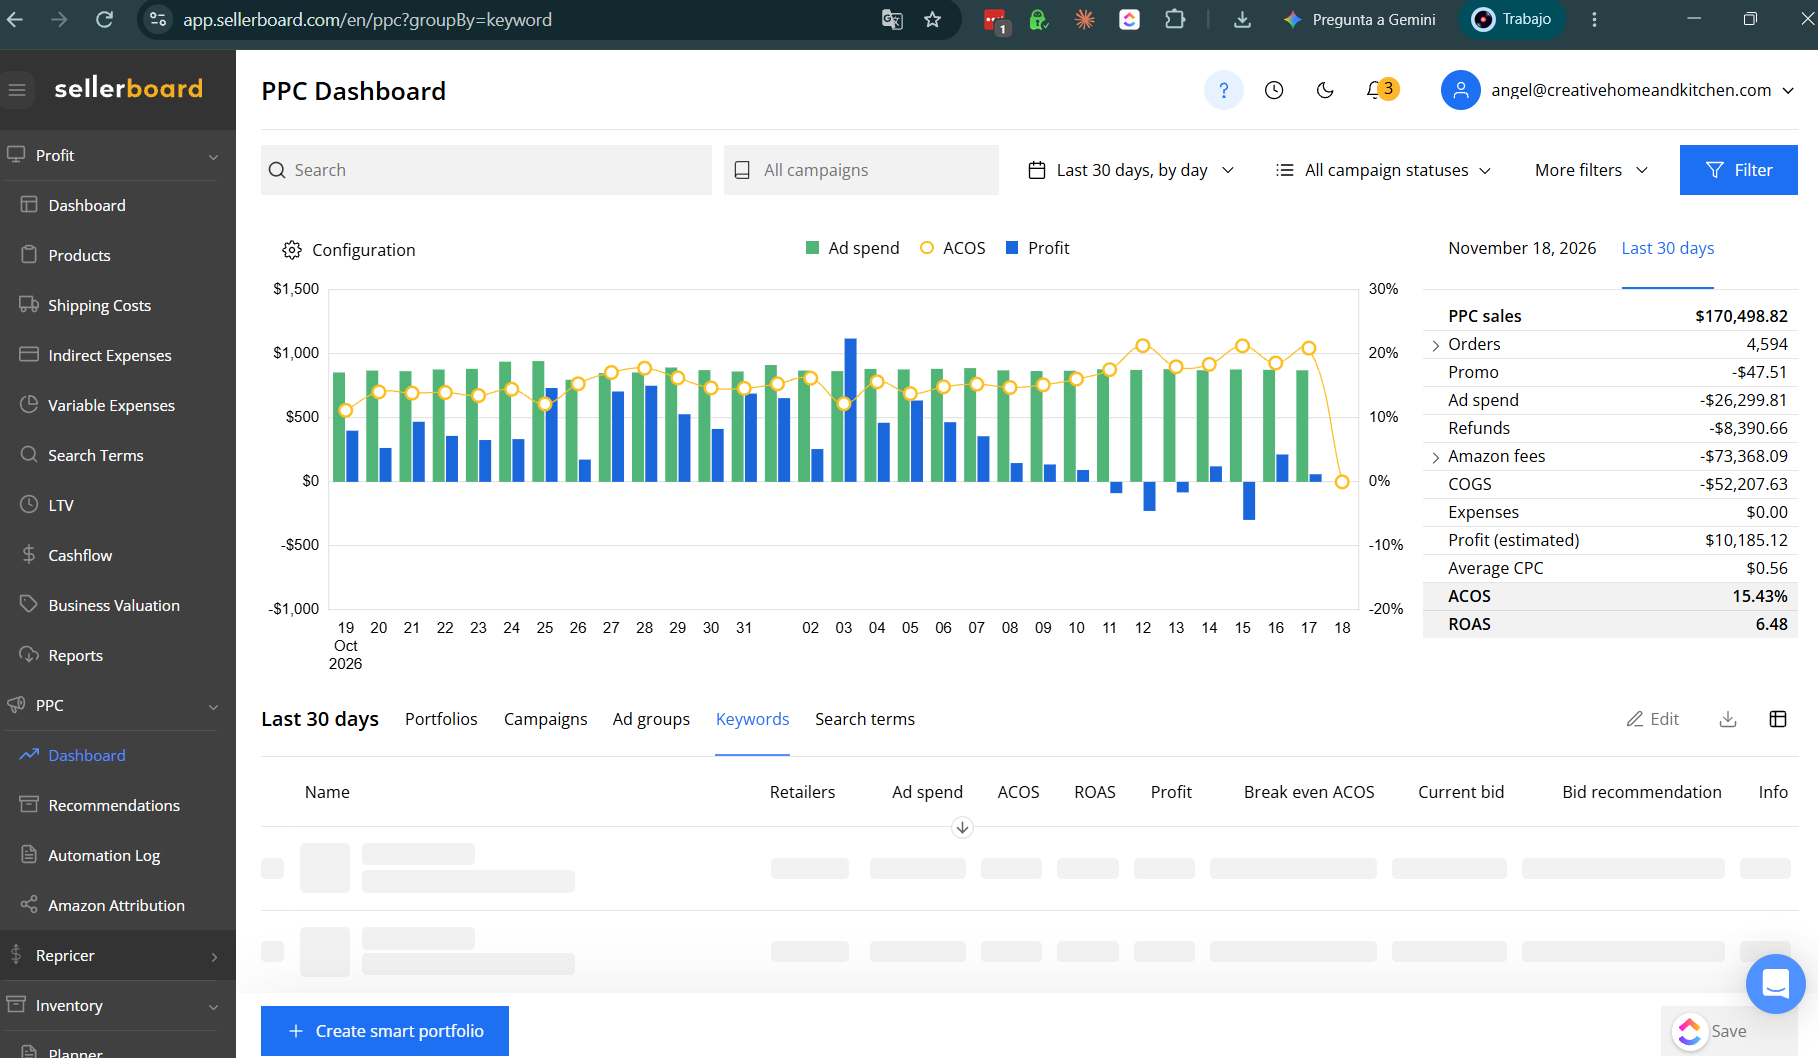 app.sellerboard.com/en/ppc?groupBy=keyword
1
Pregunta a Gemini
Trabajo
sellerboard
PPC Dashboard
?
3
angel@creativehomeandkitchen.com
Profit
Dashboard
Products
Shipping Costs
Indirect Expenses
Variable Expenses
Search Terms
LTV
Cashflow
Business Valuation
Reports
PPC
Dashboard
Recommendations
Automation Log
Amazon Attribution
Repricer
Inventory
Planner
Search
All campaigns
Last 30 days, by day
All campaign statuses
More filters
Filter
Configuration
Ad spend
ACOS
Profit
$1,500
$1,000
$500
$0
-$500
-$1,000
30%
20%
10%
0%
-10%
-20%
19 20 21 22 23 24 25 26 27 28 29 30 31 02 03 04 05 06 07 08 09 10 11 12 13 14 15 16 17 18
Oct
2026
November 18, 2026 Last 30 days
PPC sales $170,498.82
Orders 4,594
Promo -$47.51
Ad spend -$26,299.81
Refunds -$8,390.66
Amazon fees -$73,368.09
COGS -$52,207.63
Expenses $0.00
Profit (estimated) $10,185.12
Average CPC $0.56
ACOS 15.43%
ROAS 6.48
Last 30 days Portfolios Campaigns Ad groups Keywords Search terms
Edit
Name Retailers Ad spend ACOS ROAS Profit Break even ACOS Current bid Bid recommendation Info
+ Create smart portfolio
Save